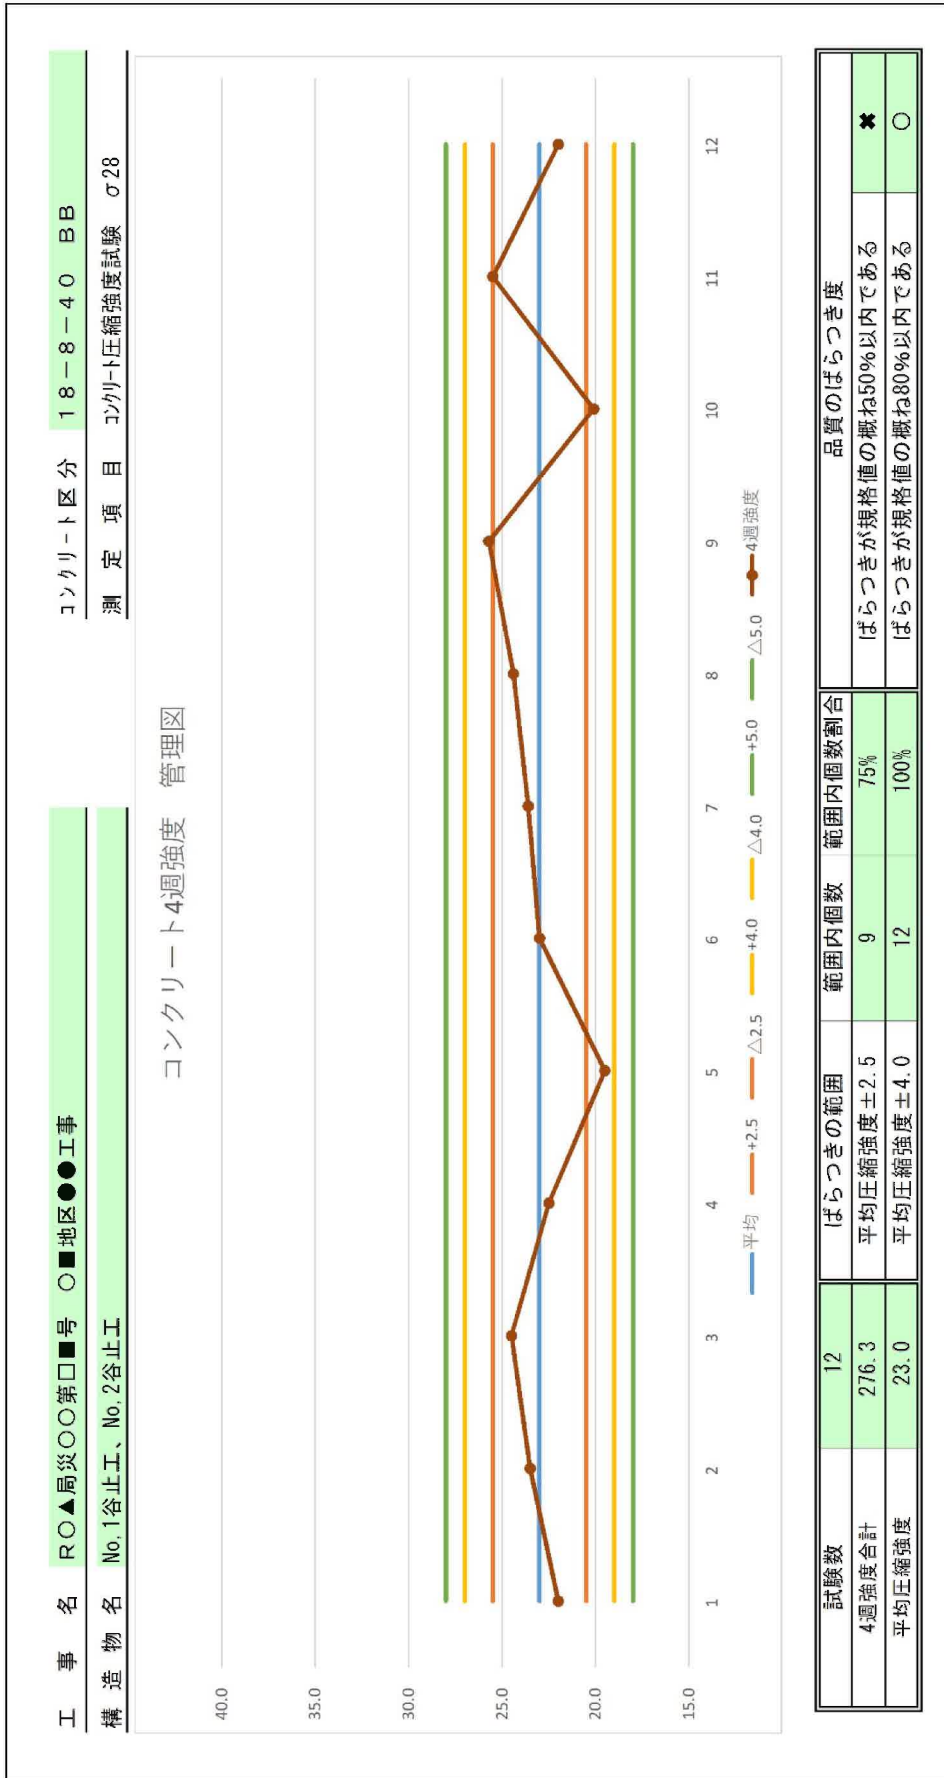 工事名 RO▲局災○○第□■号 ○■地区●●工事
コンクリート区分 18-8-40 BB
構造物名 No.1谷止工、No.2谷止工
測定項目 コンクリート圧縮強度試験 σ28
コンクリート4週強度 管理図
40.0
35.0
30.0
25.0
20.0
15.0
1 2 3 4 5 6 7 8 9 10 11 12
平均 +2.5 △2.5 +4.0 △4.0 +5.0 △5.0 4週強度
試験数 12 ばらつきの範囲 範囲内個数 範囲内個数割合 品質のばらつき度
4週強度合計 276.3 平均圧縮強度±2.5 9 75% ばらつきが規格値の概ね50%以内である ✖
平均圧縮強度 23.0 平均圧縮強度±4.0 12 100% ばらつきが規格値の概ね80%以内である ○